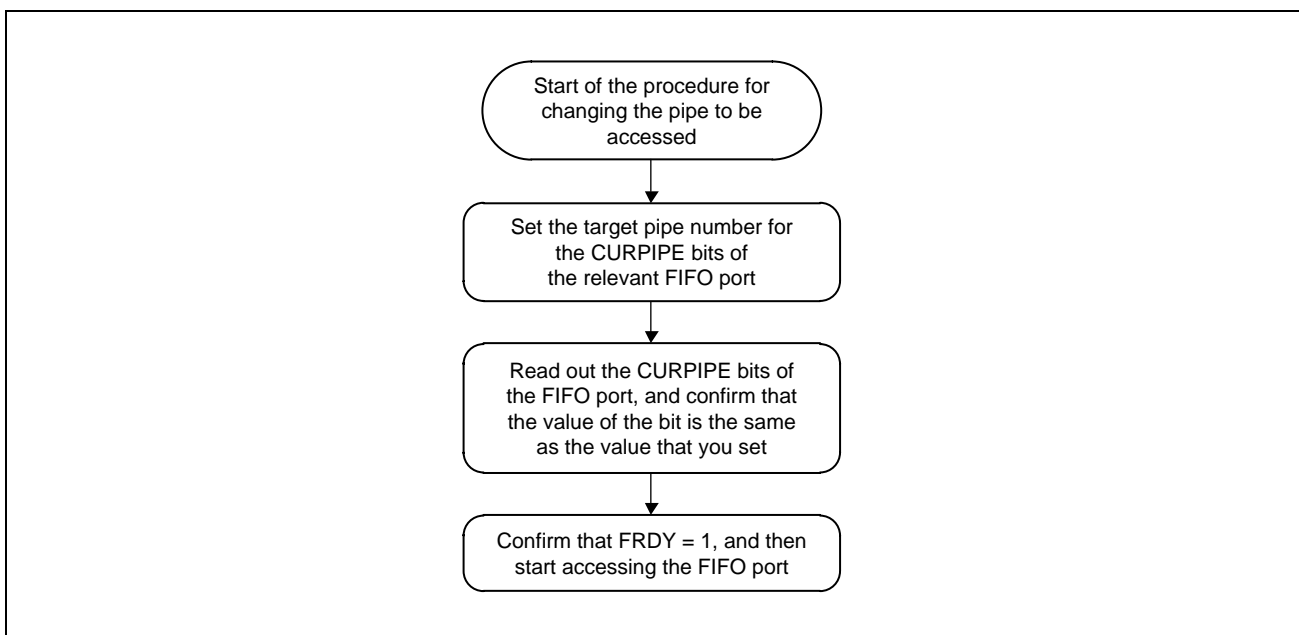 Start of the procedure for
changing the pipe to be
accessed
Set the target pipe number for
the CURPIPE bits of
the relevant FIFO port
Read out the CURPIPE bits of
the FIFO port, and confirm that
the value of the bit is the same
as the value that you set
Confirm that FRDY = 1, and then
start accessing the FIFO port